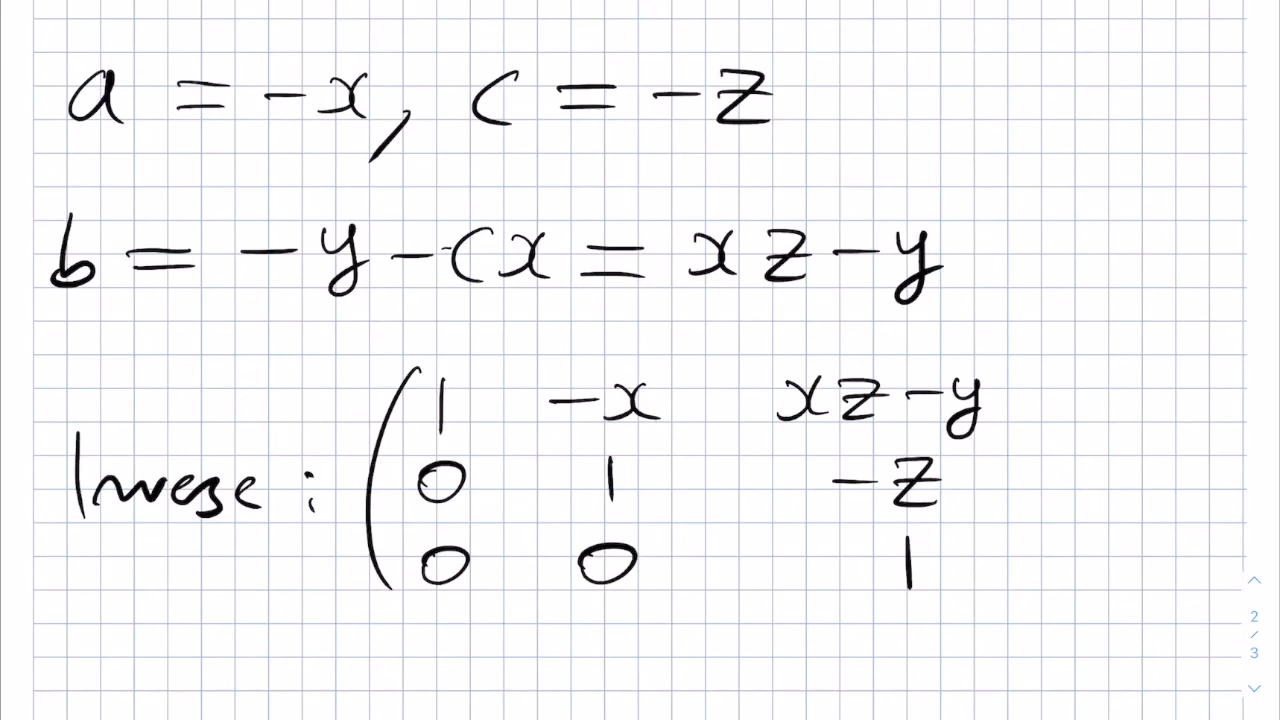 a = -x, c = -z
b = -y - cx = xz - y
( 1 -x xz-y
Inverse : 0 1 -z
0 0 1
2
/
3